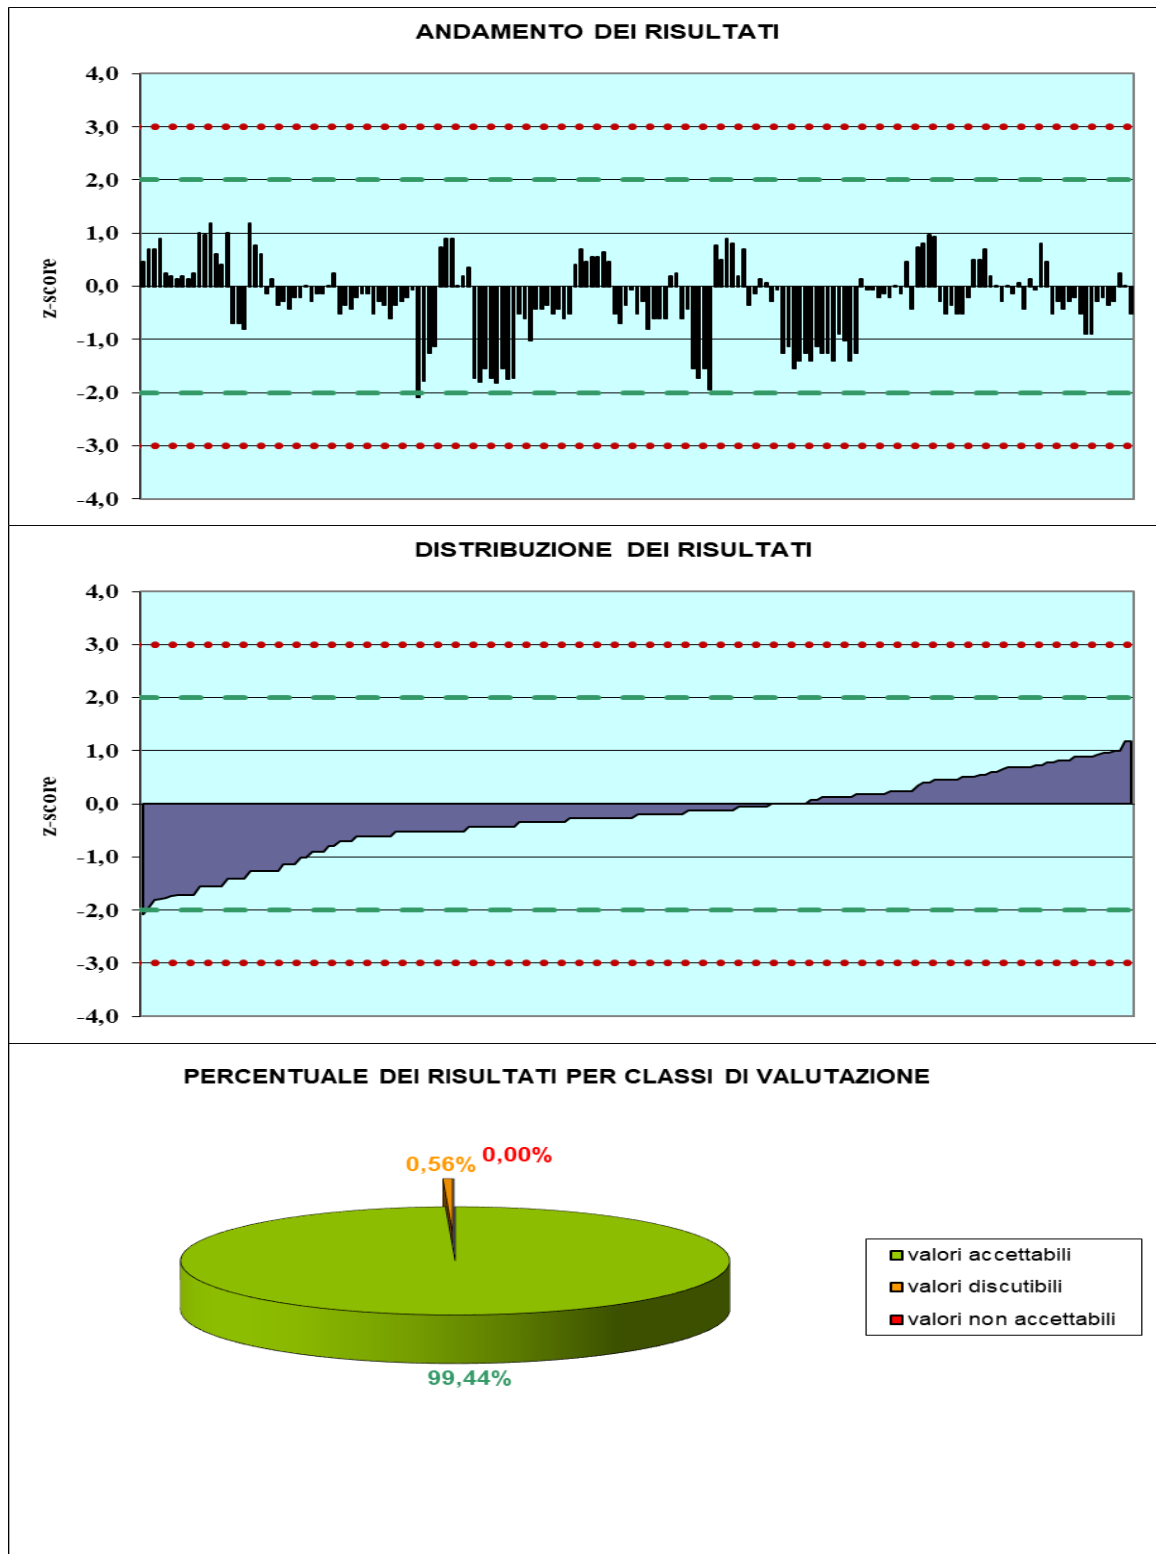 ANDAMENTO DEI RISULTATI
4,0
3,0
2,0
1,0
0,0
-1,0
-2,0
-3,0
-4,0
z-score
DISTRIBUZIONE DEI RISULTATI
4,0
3,0
2,0
1,0
0,0
-1,0
-2,0
-3,0
-4,0
z-score
PERCENTUALE DEI RISULTATI PER CLASSI DI VALUTAZIONE
0,56% 0,00%
99,44%
valori accettabili
valori discutibili
valori non accettabili